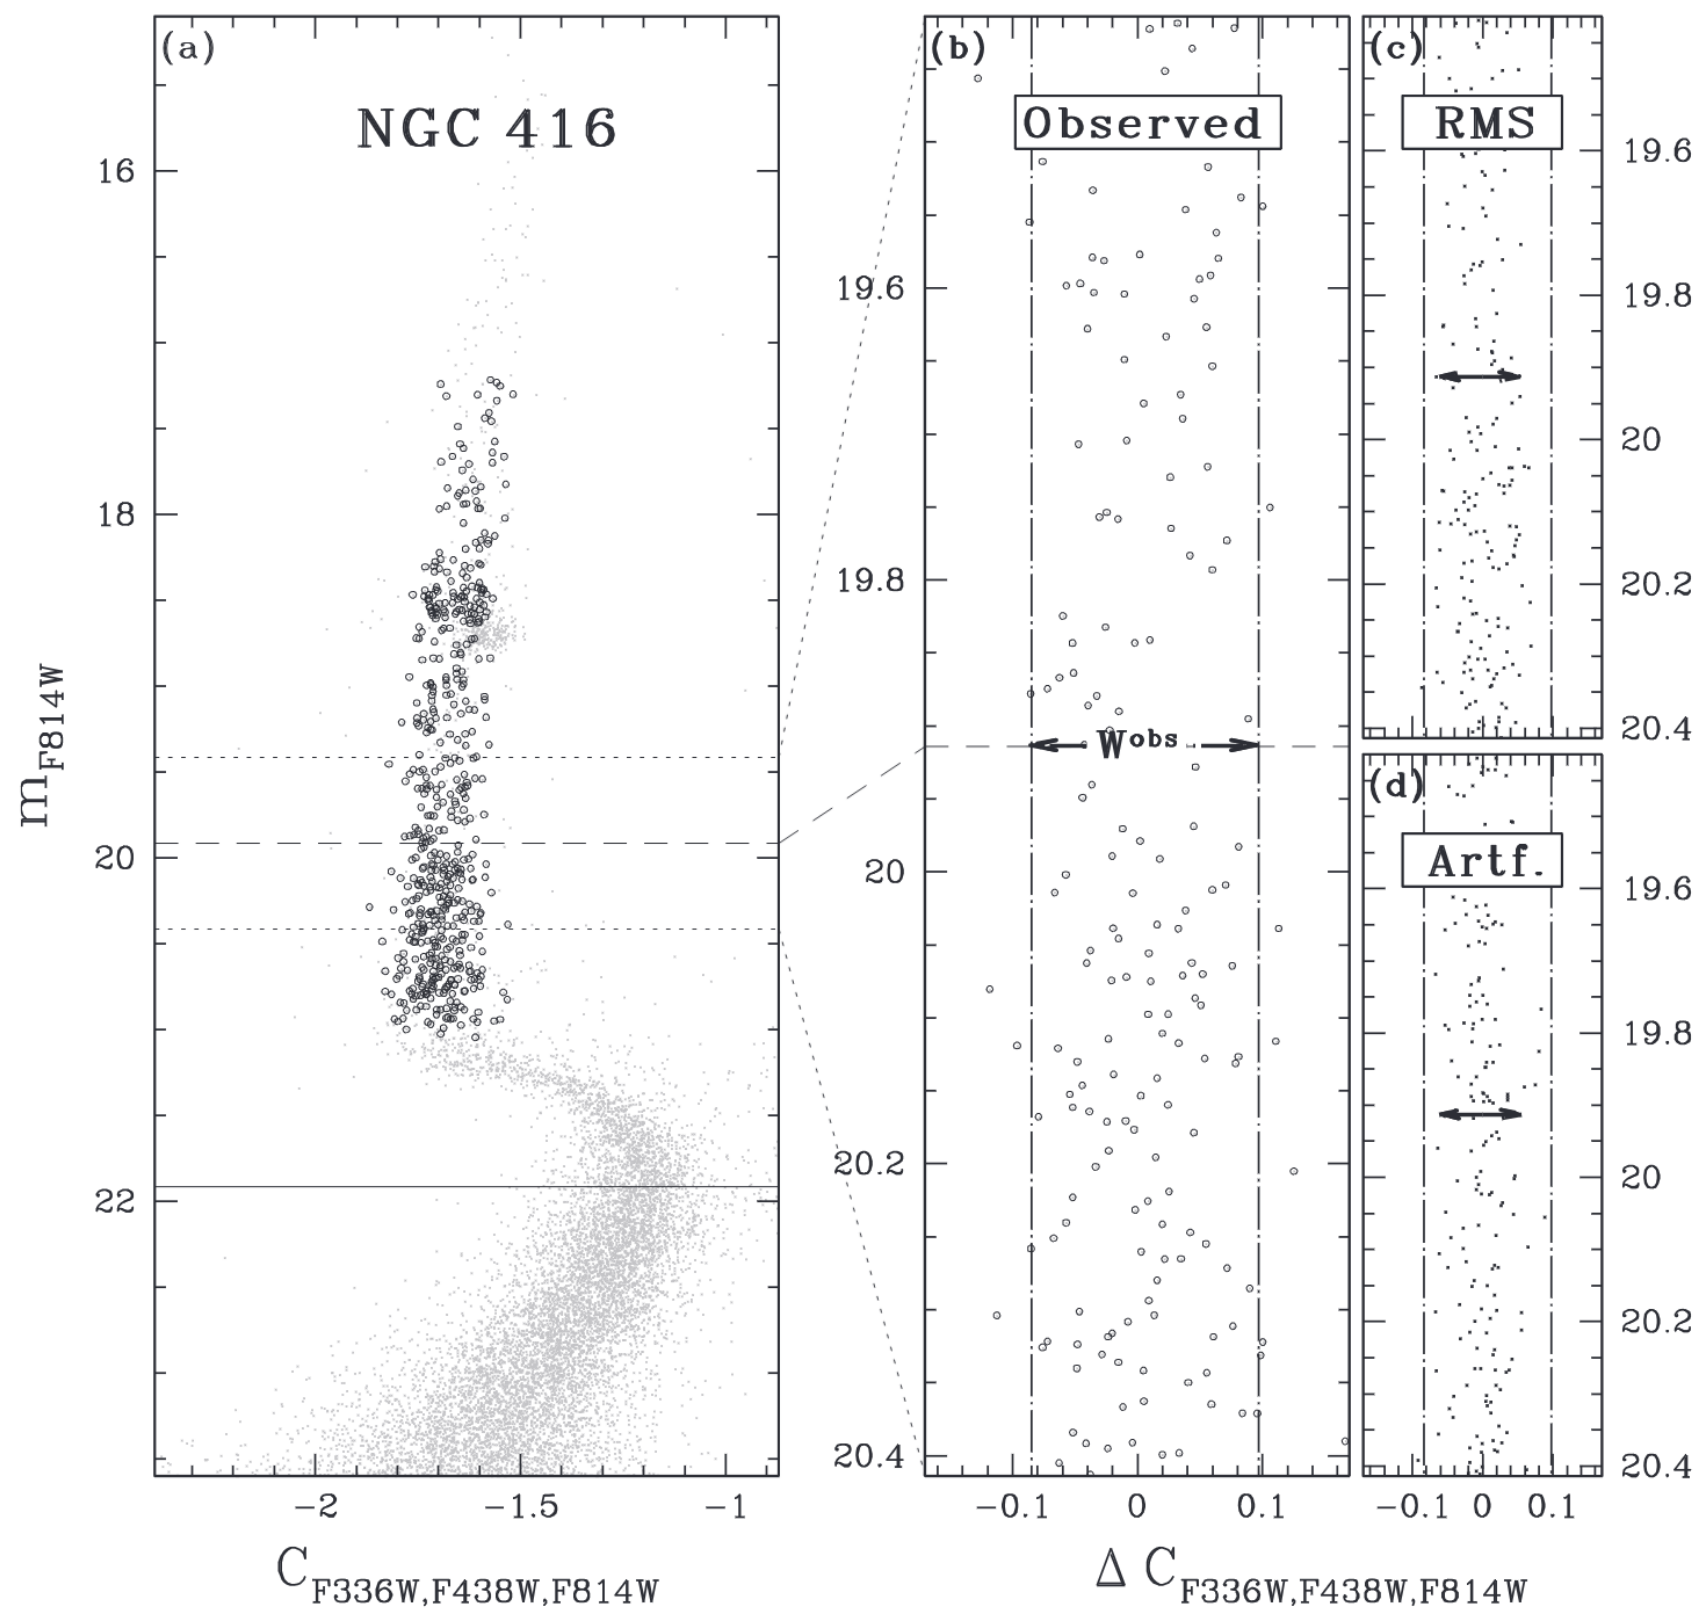 (a)
NGC 416
16
18
20
22
m_F814W
−2
−1.5
−1
C_F336W,F438W,F814W
(b)
Observed
19.6
19.8
20
20.2
20.4
W^obs
−0.1
0
0.1
Δ C_F336W,F438W,F814W
(c)
RMS
19.6
19.8
20
20.2
20.4
(d)
Artf.
19.6
19.8
20
20.2
20.4
−0.1
0
0.1